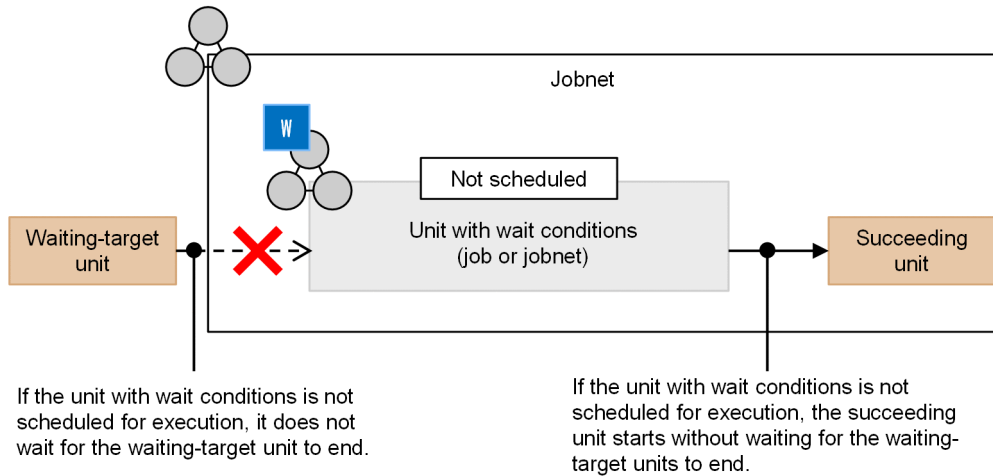 Jobnet
W
Not scheduled
Waiting-target
unit
Unit with wait conditions
(job or jobnet)
Succeeding
unit
If the unit with wait conditions is not
scheduled for execution, it does not
wait for the waiting-target unit to end.
If the unit with wait conditions is not
scheduled for execution, the succeeding
unit starts without waiting for the waiting-
target units to end.